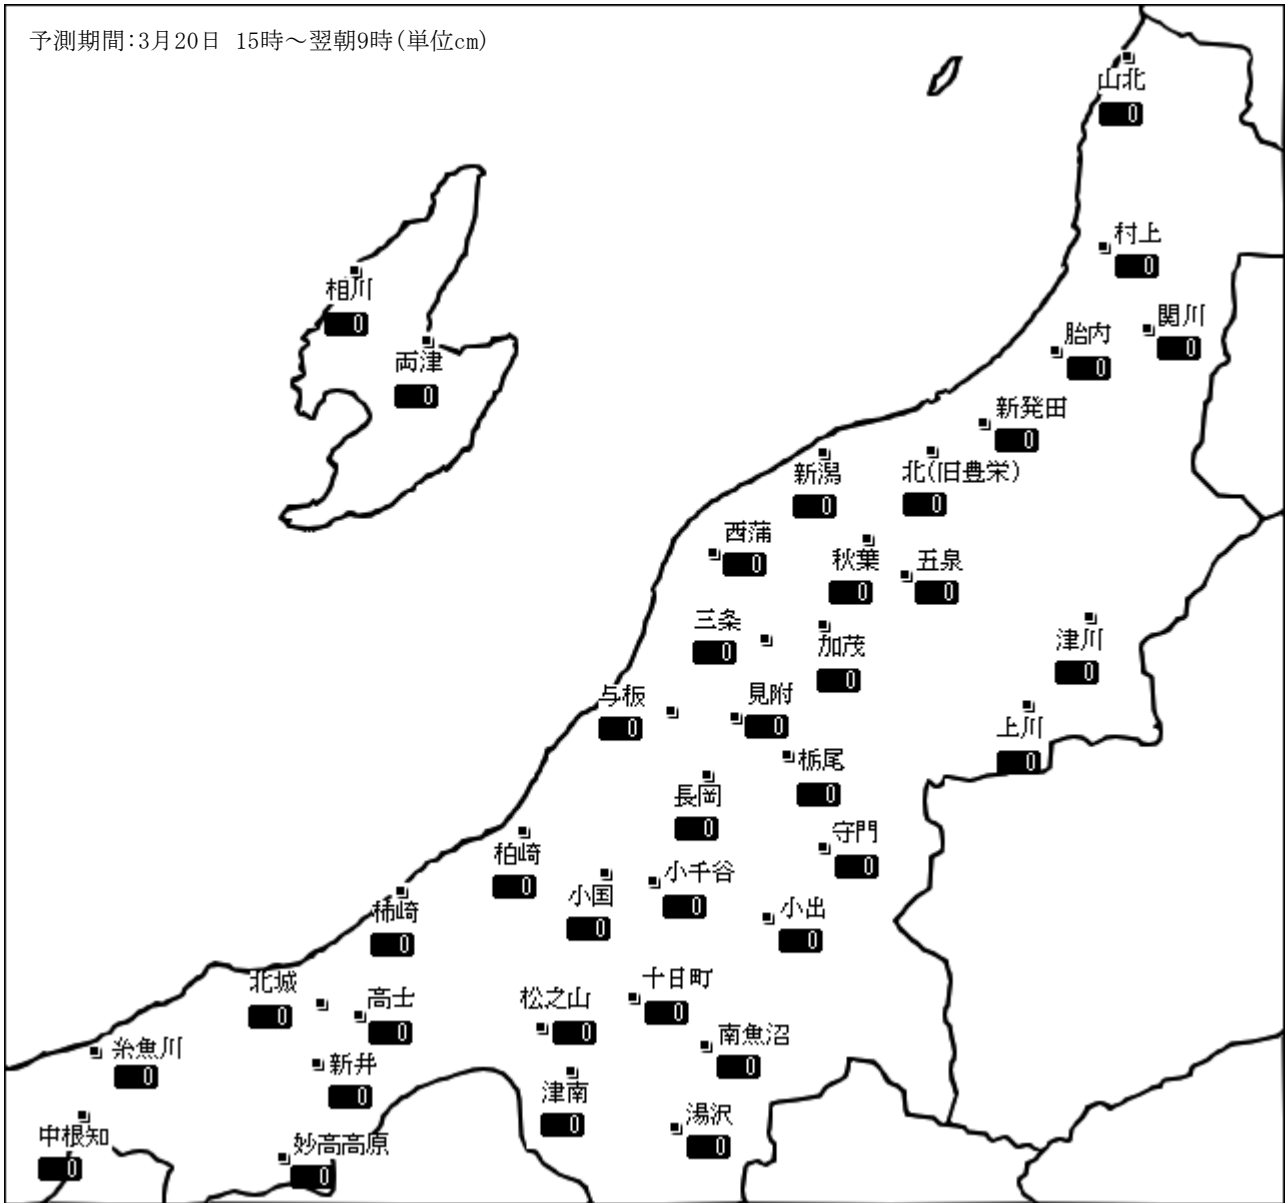 予測期間:3月20日 15時～翌朝9時(単位cm)
山北
0
村上
0
相川
0
関川
0
胎内
0
両津
0
新発田
0
新潟
0
北(旧豊栄)
0
西蒲
0
秋葉
0
五泉
0
三条
0
加茂
0
津川
0
与板
0
見附
0
上川
0
栃尾
0
長岡
0
守門
0
柏崎
0
小千谷
0
小国
0
小出
0
柿崎
0
北城
0
高士
0
松之山
0
十日町
0
南魚沼
0
糸魚川
0
新井
0
津南
0
湯沢
0
中根知
0
妙高高原
0